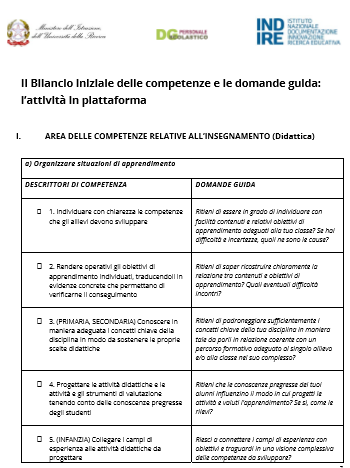 Ministero dell'Istruzione,
dell'Università e della Ricerca
DG PERSONALE
SCOLASTICO
INDIRE
ISTITUTO
NAZIONALE
DOCUMENTAZIONE
INNOVAZIONE
RICERCA EDUCATIVA
Il Bilancio iniziale delle competenze e le domande guida:
l'attività in plattaforma
I. AREA DELLE COMPETENZE RELATIVE ALL'INSEGNAMENTO (Didattica)
a) Organizzare situazioni di apprendimento
DESCRITTORI DI COMPETENZA
DOMANDE GUIDA
1. Individuare con chiarezza le competenze
che gli allievi devono sviluppare
Ritieni di essere in grado di individuare con
facilità contenuti e relativi obiettivi di
apprendimento adeguati alla tua classe? Se hai
difficoltà e incertezze, quali ne sono le cause?
2. Rendere operativi gli obiettivi di
apprendimento individuati, traducendoli in
evidenze concrete che permettano di
verificarne il conseguimento
Ritieni di saper ricostruire chiaramente la
relazione tra contenuti e obiettivi di
apprendimento? Quali eventuali difficoltà
incontri?
3. (PRIMARIA, SECONDARIA) Conoscere in
maniera adeguata i concetti chiave della
disciplina in modo da sostenere le proprie
scelte didattiche
Ritieni di padroneggiare sufficientemente i
concetti chiave della tua disciplina in maniera
tale da porli in relazione coerente con un
percorso formativo adeguato al singolo allievo
e/o alla classe nel suo complesso?
4. Progettare le attività didattiche e le
attività e gli strumenti di valutazione
tenendo conto delle conoscenze pregresse
degli studenti
Ritieni che le conoscenze pregresse dei tuoi
alunni influenzino il modo in cui progetti le
attività e valuti l'apprendimento? Se sì, come le
rilevi?
5. (INFANZIA) Collegare i campi di
esperienza alle attività didattiche da
progettare
Riesci a connettere i campi di esperienza con
obiettivi e traguardi in una visione complessiva
delle competenze da sviluppare?